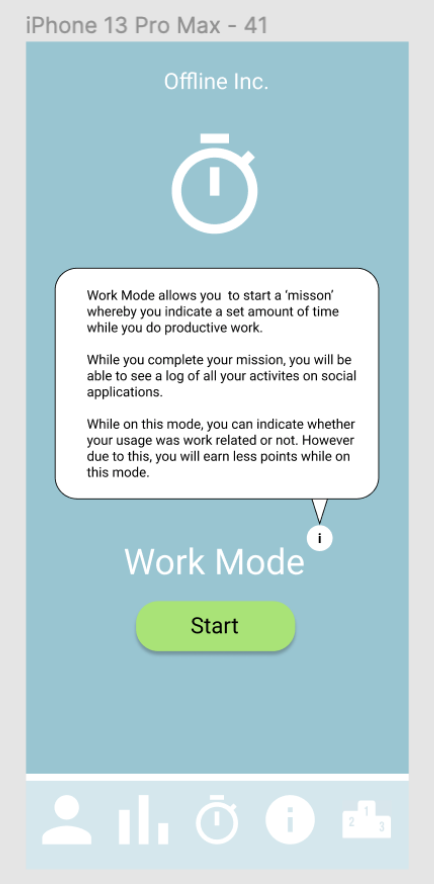 iPhone 13 Pro Max - 41
Offline Inc.
Work Mode allows you  to start a ‘misson’
whereby you indicate a set amount of time
while you do productive work.
While you complete your mission, you will be
able to see a log of all your activites on social
applications.
While on this mode, you can indicate whether
your usage was work related or not. However
due to this, you will earn less points while on
this mode.
i
Work Mode
Start
i
1
2
3